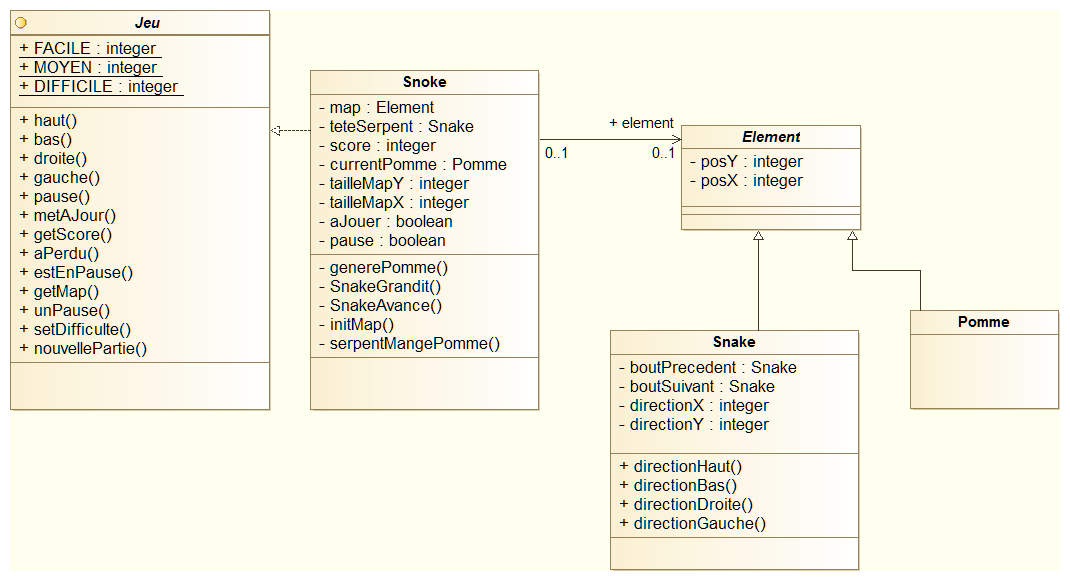 Jeu
+ FACILE : integer
+ MOYEN : integer
+ DIFFICILE : integer
+ haut()
+ bas()
+ droite()
+ gauche()
+ pause()
+ metAJour()
+ getScore()
+ aPerdu()
+ estEnPause()
+ getMap()
+ unPause()
+ setDifficulte()
+ nouvellePartie()
Snoke
- map : Element
- teteSerpent : Snake
- score : integer
- currentPomme : Pomme
- tailleMapY : integer
- tailleMapX : integer
- aJouer : boolean
- pause : boolean
- generePomme()
- SnakeGrandit()
- SnakeAvance()
- initMap()
- serpentMangePomme()
+ element
0..1
0..1
Element
- posY : integer
- posX : integer
Snake
- boutPrecedent : Snake
- boutSuivant : Snake
- directionX : integer
- directionY : integer
+ directionHaut()
+ directionBas()
+ directionDroite()
+ directionGauche()
Pomme